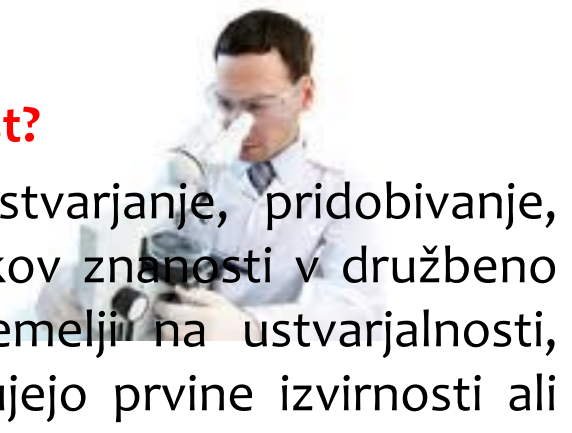 t?
stvarjanje, pridobivanje,
kov znanosti v družbeno
emelji na ustvarjalnosti,
ujejo prvine izvirnosti ali